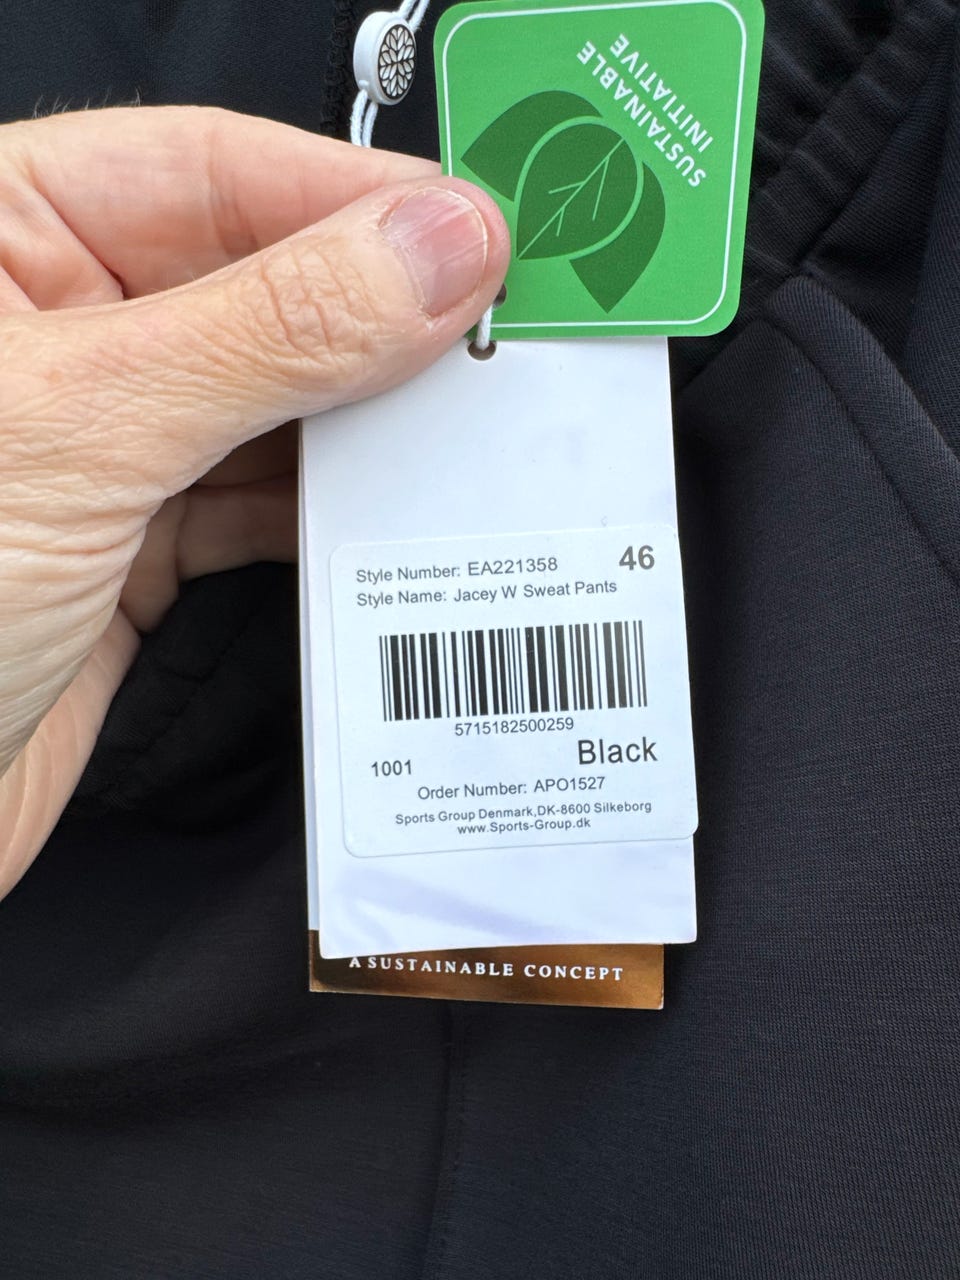 SUSTAINABLE
INITIATIVE
Style Number: EA221358
46
Style Name: Jacey W Sweat Pants
5715182500259
1001
Black
Order Number: APO1527
Sports Group Denmark,DK-8600 Silkeborg
www.Sports-Group.dk
A SUSTAINABLE CONCEPT